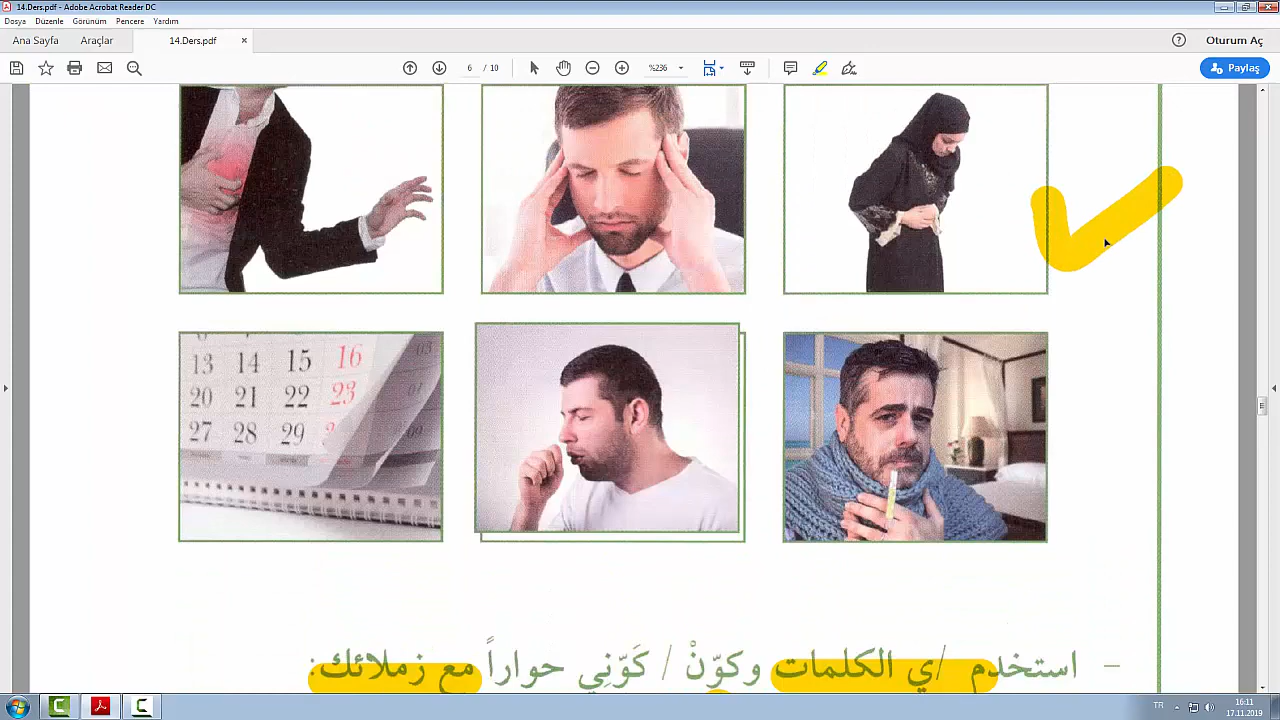 14.Ders.pdf - Adobe Acrobat Reader DC
Dosya Düzenle Görünüm Pencere Yardım
Ana Sayfa Araçlar 14.Ders.pdf × Oturum Aç
6 / 10 %236 Paylaş
13 14 15 16
20 21 22 23
27 28 29
– استخدم /ي الكلمات وكوّنْ / كَوّنِي حواراً مع زملائك:
TR 16:11
17.11.2019